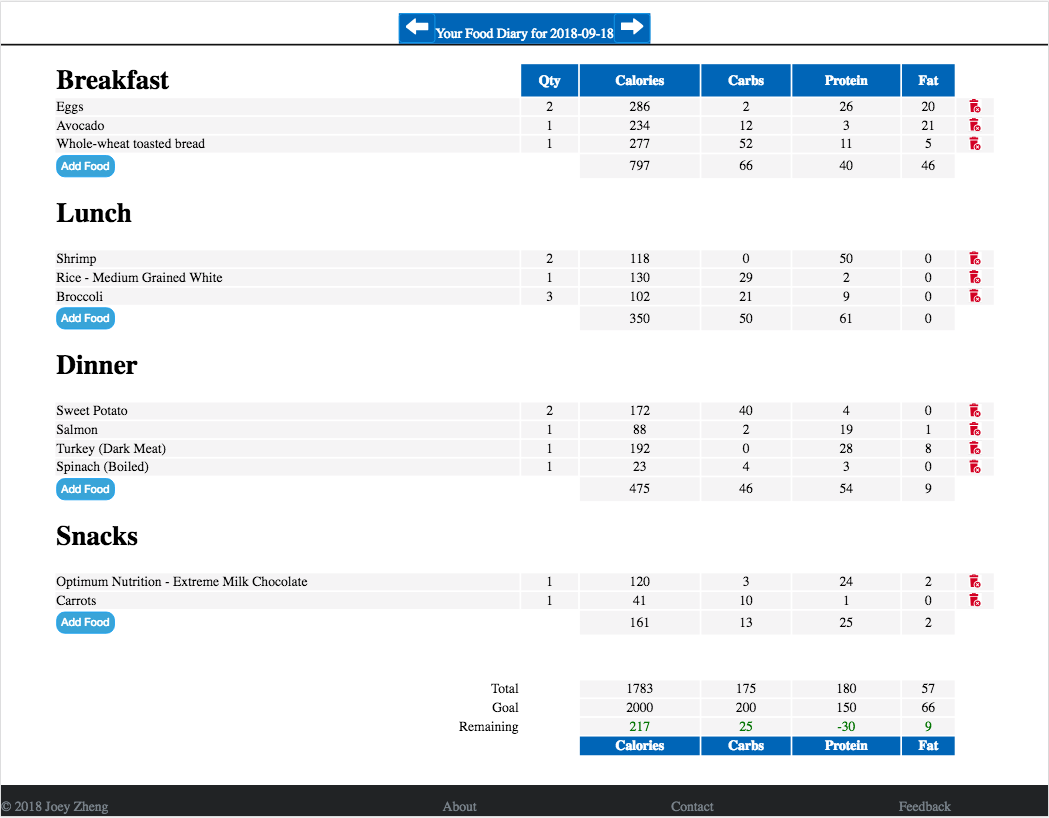 Your Food Diary for 2018-09-18
Breakfast Qty Calories Carbs Protein Fat
Eggs 2 286 2 26 20
Avocado 1 234 12 3 21
Whole-wheat toasted bread 1 277 52 11 5
Add Food 797 66 40 46
Lunch
Shrimp 2 118 0 50 0
Rice - Medium Grained White 1 130 29 2 0
Broccoli 3 102 21 9 0
Add Food 350 50 61 0
Dinner
Sweet Potato 2 172 40 4 0
Salmon 1 88 2 19 1
Turkey (Dark Meat) 1 192 0 28 8
Spinach (Boiled) 1 23 4 3 0
Add Food 475 46 54 9
Snacks
Optimum Nutrition - Extreme Milk Chocolate 1 120 3 24 2
Carrots 1 41 10 1 0
Add Food 161 13 25 2
Total 1783 175 180 57
Goal 2000 200 150 66
Remaining 217 25 -30 9
Calories Carbs Protein Fat
© 2018 Joey Zheng About Contact Feedback